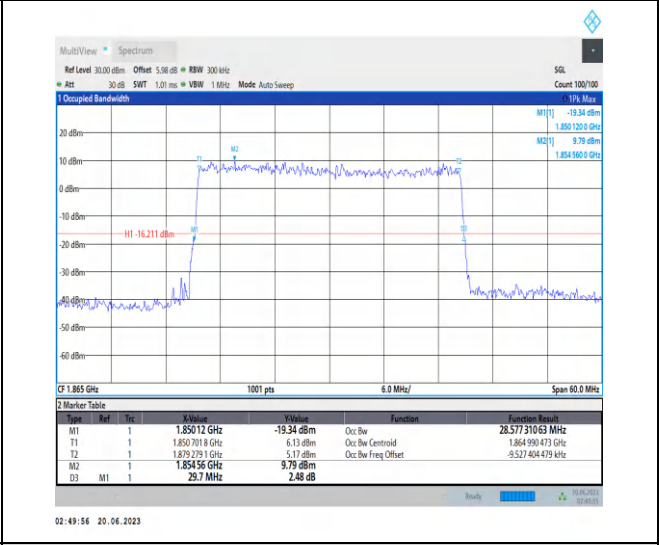 MultiView Spectrum
Ref Level 30.00 dBm Offset 5.98 dB RBW 300 kHz SGL
Att 30 dB SWT 1.01 ms VBW 1 MHz Mode Auto Sweep Count 100/100
1 Occupied Bandwidth 1Pk Max
M1[1] -19.34 dBm
1.850 120 0 GHz
M2[1] 9.79 dBm
1.854 560 0 GHz
20 dBm
M2
10 dBm
T1 T2
0 dBm
-10 dBm
H1 -16.211 dBm M1 D3
-20 dBm
-30 dBm
-40 dBm
-50 dBm
-60 dBm
CF 1.865 GHz 1001 pts 6.0 MHz/ Span 60.0 MHz
2 Marker Table
Type Ref Trc X-Value Y-Value Function Function Result
M1 1 1.85012 GHz -19.34 dBm Occ Bw 28.577 310 63 MHz
T1 1 1.850 701 8 GHz 6.13 dBm Occ Bw Centroid 1.864 990 473 GHz
T2 1 1.879 279 1 GHz 5.17 dBm Occ Bw Freq Offset -9.527 404 479 kHz
M2 1 1.85456 GHz 9.79 dBm
D3 M1 1 29.7 MHz 2.48 dB
Ready 20.06.2023
02:49:55
02:49:56 20.06.2023